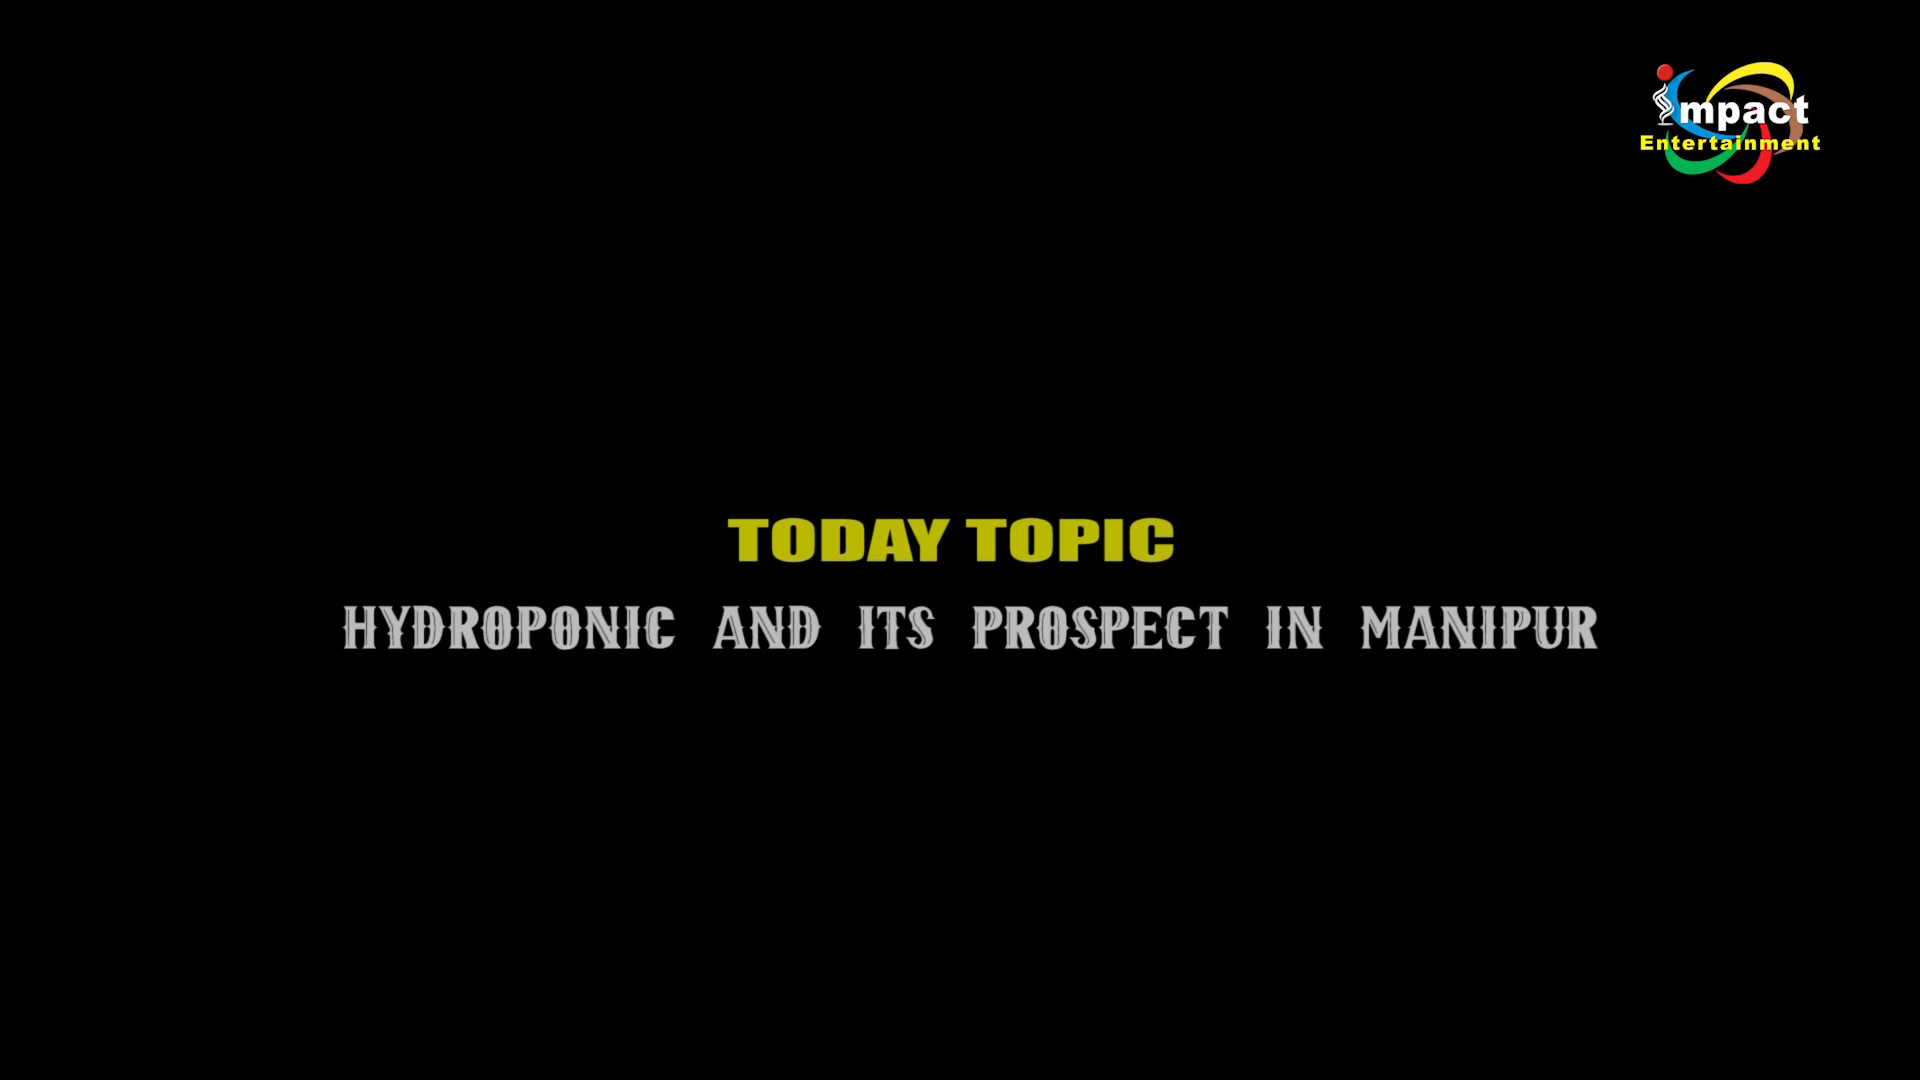 impact
Entertainment
TODAY TOPIC
HYDROPONIC AND ITS PROSPECT IN MANIPUR